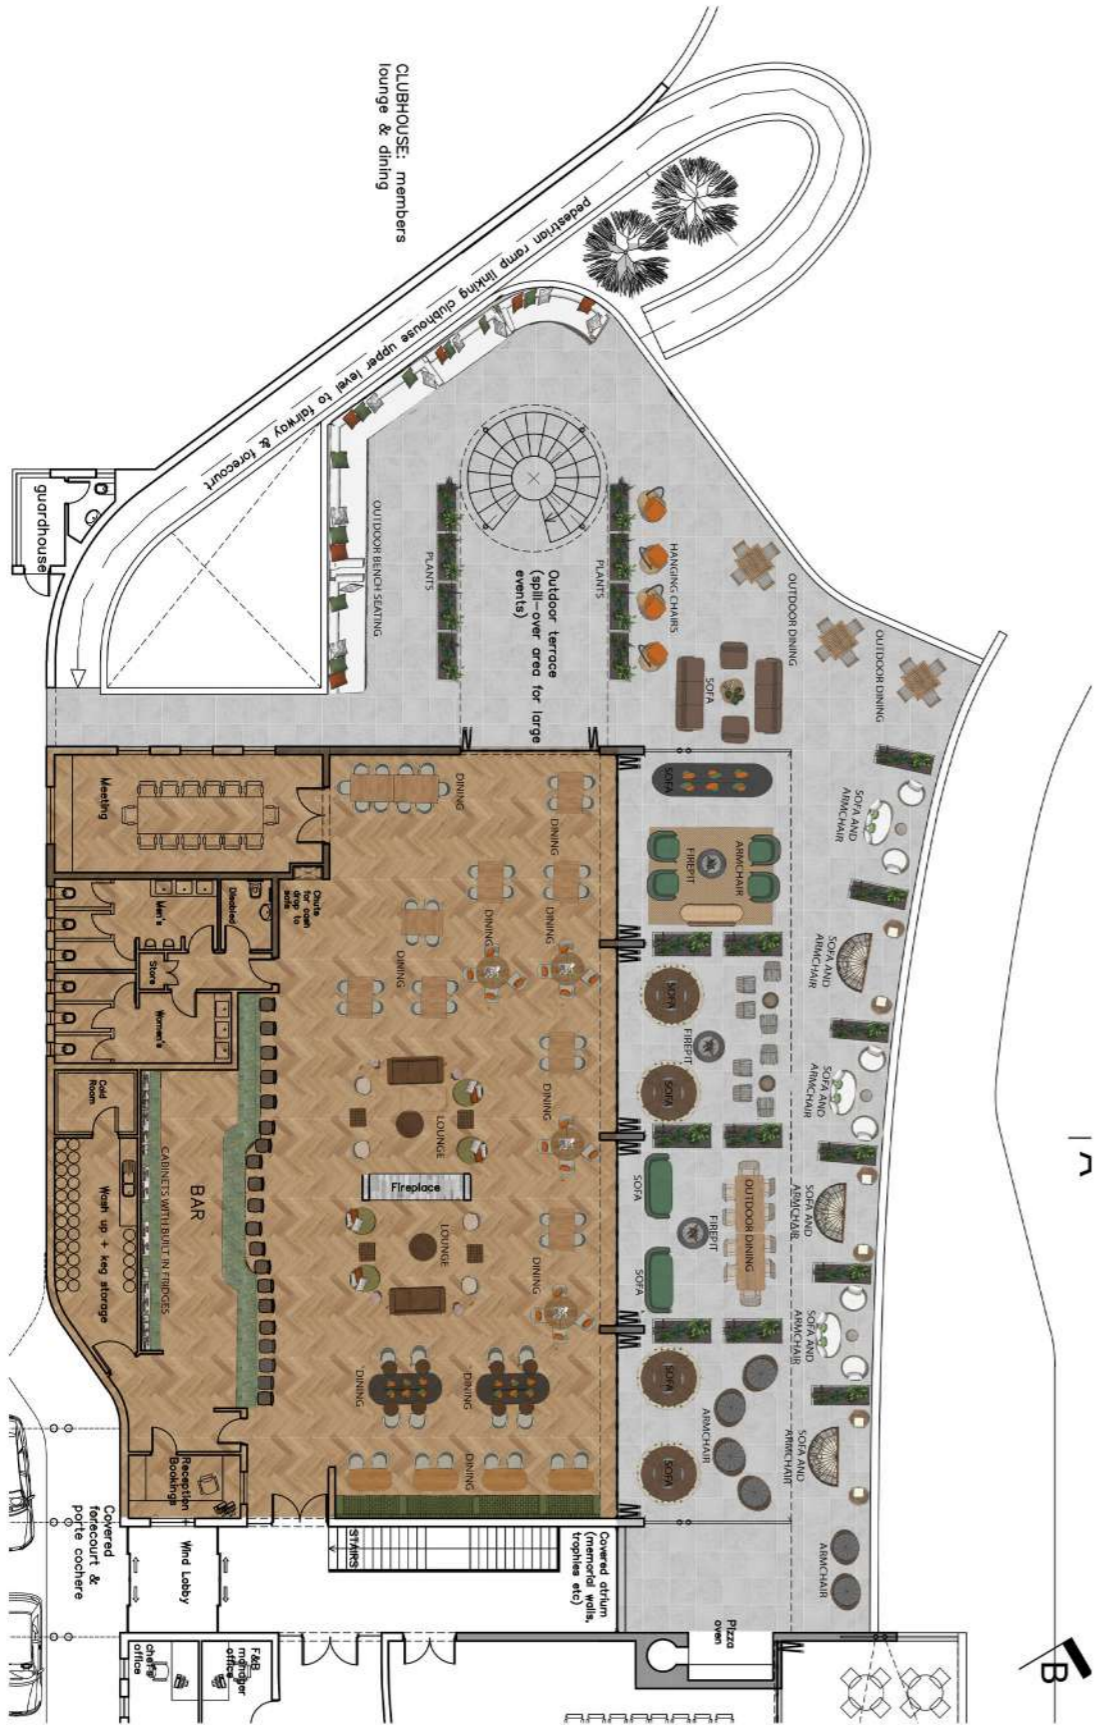 CLUBHOUSE: members
lounge & dining
pedestrian ramp linking clubhouse upper level to fairway & forecourt
guardhouse
OUTDOOR BENCH SEATING
PLANTS
Outdoor terrace
(spill-over area for large
events)
PLANTS
HANGING CHAIRS
OUTDOOR DINING
OUTDOOR DINING
SOFA
Meeting
DINING
DINING
SOFA
ARMCHAIR
FIREPIT
SOFA AND
ARMCHAIR
Men's
Disabled
Chute
for cash
drop to
safe
Store
Women's
DINING
DINING
DINING
SOFA
FIREPIT
SOFA
SOFA AND
ARMCHAIR
SOFA AND
ARMCHAIR
Cold
Room
DINING
LOUNGE
Fireplace
LOUNGE
BAR
CABINETS WITH BUILT IN FRIDGES
Wash up + keg storage
DINING
SOFA
FIREPIT
SOFA
OUTDOOR DINING
SOFA AND
ARMCHAIR
SOFA AND
ARMCHAIR
DINING
DINING
DINING
SOFA
ARMCHAIR
SOFA
SOFA AND
ARMCHAIR
Reception
Bookings
STAIRS
Covered atrium
(memorial walls,
trophies etc)
ARMCHAIR
Covered
forecourt &
porte cochere
Wind Lobby
Pizza
oven
chefs
office
F&B
manager
office
A
B